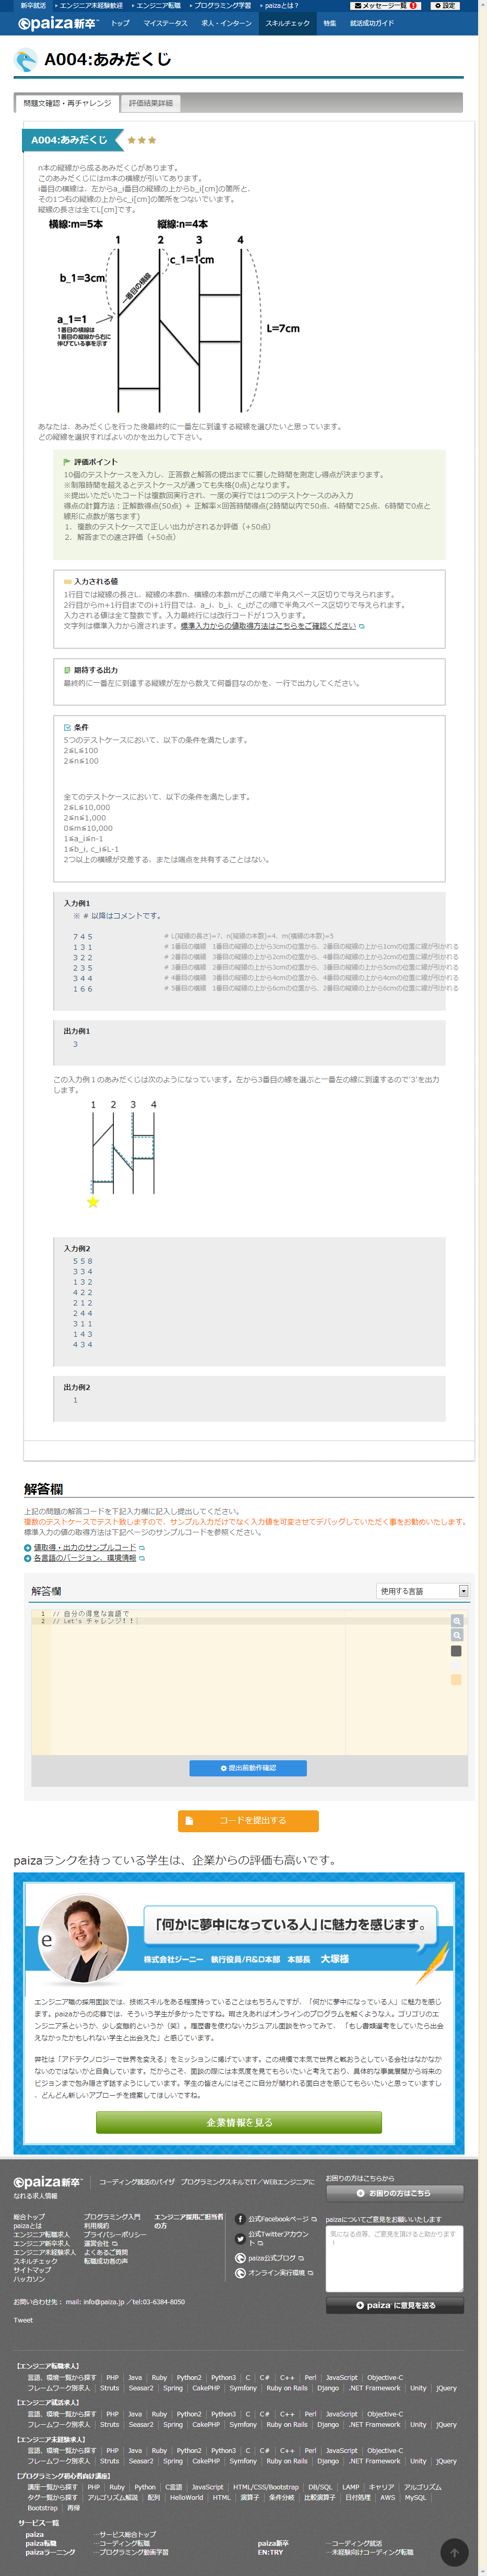 新卒就活 ▸ エンジニア未経験歓迎 ▸ エンジニア転職 ▸ プログラミング学習 ▸ paizaとは？ メッセージ一覧 設定
paiza新卒 トップ マイステータス 求人・インターン スキルチェック 特集 就活成功ガイド
A004:あみだくじ
問題文確認・再チャレンジ 評価結果詳細
A004:あみだくじ ★★★
n本の縦線から成るあみだくじがあります。
このあみだくじにはm本の横線が引いてあります。
i番目の横線は、左からa_i番目の縦線の上からb_i[cm]の箇所と、
その1つ右の縦線の上からc_i[cm]の箇所をつないでいます。
縦線の長さは全てL[cm]です。
横線:m=5本 縦線:n=4本
1 2 3 4
c_1=1cm
b_1=3cm
一番目の横線
a_1=1
1番目の横線は
1番目の縦線から右に
伸びている事を示す
L=7cm
あなたは、あみだくじを行った後最終的に一番左に到達する縦線を選びたいと思っています。
どの縦線を選択すればよいのかを出力して下さい。
評価ポイント
10個のテストケースを入力し、正答数と解答の提出までに要した時間を測定し得点が決まります。
※制限時間を超えるとテストケースが通っても失格(0点)となります。
※提出いただいたコードは複数回実行され、一度の実行では1つのテストケースのみ入力
得点の計算方法：正解数得点(50点) ＋ 正解率×回答時間得点(2時間以内で50点、4時間で25点、6時間で0点と
線形に点数が落ちます)
1．複数のテストケースで正しい出力がされるか評価（+50点）
2．解答までの速さ評価（+50点）
入力される値
1行目では縦線の長さL、縦線の本数n、横線の本数mがこの順で半角スペース区切りで与えられます。
2行目からm+1行目までのi+1行目では、a_i、b_i、c_iがこの順で半角スペース区切りで与えられます。
入力される値は全て整数です。入力最終行には改行コードが1つ入ります。
文字列は標準入力から渡されます。標準入力からの値取得方法はこちらをご確認ください
期待する出力
最終的に一番左に到達する縦線が左から数えて何番目なのかを、一行で出力してください。
条件
5つのテストケースにおいて、以下の条件を満たします。
2≦L≦100
2≦n≦100
全てのテストケースにおいて、以下の条件を満たします。
2≦L≦10,000
2≦n≦1,000
0≦m≦10,000
1≦a_i≦n-1
1≦b_i, c_i≦L-1
2つ以上の横線が交差する、または端点を共有することはない。
入力例1
※ # 以降はコメントです。
7 4 5 # L(縦線の長さ)=7、n(縦線の本数)=4、m(横線の本数)=5
1 3 1 # 1番目の横線 1番目の縦線の上から3cmの位置から、2番目の縦線の上から1cmの位置に線が引かれる
3 2 2 # 2番目の横線 3番目の縦線の上から2cmの位置から、4番目の縦線の上から2cmの位置に線が引かれる
2 3 5 # 3番目の横線 2番目の縦線の上から3cmの位置から、3番目の縦線の上から5cmの位置に線が引かれる
3 4 4 # 4番目の横線 3番目の縦線の上から4cmの位置から、4番目の縦線の上から4cmの位置に線が引かれる
1 6 6 # 5番目の横線 1番目の縦線の上から6cmの位置から、2番目の縦線の上から6cmの位置に線が引かれる
出力例1
3
この入力例１のあみだくじは次のようになっています。左から3番目の線を選ぶと一番左の線に到達するので'3'を出力
します。
1 2 3 4
入力例2
5 5 8
3 3 4
1 3 2
4 2 2
2 1 2
2 4 4
3 1 1
1 4 3
4 3 4
出力例2
1
解答欄
上記の問題の解答コードを下記入力欄に記入し提出してください。
複数のテストケースでテスト致しますので、サンプル入力だけでなく入力値を可変させてデバッグしていただく事をお勧めいたします。
標準入力の値の取得方法は下記ページのサンプルコードを参照ください。
値取得・出力のサンプルコード
各言語のバージョン、環境情報
解答欄 使用する言語
1 // 自分の得意な言語で
2 // Let's チャレンジ！！
提出前動作確認
コードを提出する
paizaランクを持っている学生は、企業からの評価も高いです。
「何かに夢中になっている人」に魅力を感じます。
株式会社ジーニー 執行役員/R&D本部 本部長 大塚様
エンジニア職の採用面談では、技術スキルをある程度持っていることはもちろんですが、「何かに夢中になっている人」に魅力を感じ
ます。paizaからの応募では、そういう学生が多かったですね。暇さえあればオンラインのプログラムを解くような人。ゴリゴリのエ
ンジニア系というか、少し変態的というか（笑）。履歴書を使わないカジュアル面談をやってみて、「もし書類選考をしていたら出会
えなかったかもしれない学生と出会えた」と感じています。
弊社は「アドテクノロジーで世界を変える」をミッションに掲げています。この規模で本気で世界と戦おうとしている会社はなかなか
ないのではないかと自負しています。だからこそ、面談の際には本気度を見てもらいたいと考えており、具体的な事業展開から将来の
ビジョンまで包み隠さず話すようにしています。学生の皆さんにはそこに自分が関われる面白さを感じてもらいたいと思っていますし
、どんどん新しいアプローチを提案してほしいですね。
企業情報を見る
paiza新卒 コーディング就活のパイザ プログラミングスキルでIT／WEBエンジニアに
なれる求人情報
お困りの方はこちらから
お困りの方はこちら
総合トップ
paizaとは
エンジニア転職求人
エンジニア新卒求人
エンジニア未経験求人
スキルチェック
サイトマップ
ハッカソン
プログラミング入門
利用規約
プライバシーポリシー
運営会社
よくあるご質問
転職成功者の声
エンジニア採用ご担当者
の方
公式Facebookページ
公式Twitterアカウン
ト
paiza公式ブログ
オンライン実行環境
paizaについてご意見をお願いいたします
気になる点等、ご意見を頂けると助かります
！
paiza に意見を送る
お問い合わせ先： mail: info@paiza.jp ／tel:03-6384-8050
Tweet
【エンジニア転職求人】
言語、環境一覧から探す | PHP | Java | Ruby | Python2 | Python3 | C | C# | C++ | Perl | JavaScript | Objective-C
フレームワーク別求人 | Struts | Seasar2 | Spring | CakePHP | Symfony | Ruby on Rails | Django | .NET Framework | Unity | jQuery
【エンジニア就活求人】
言語、環境一覧から探す | PHP | Java | Ruby | Python2 | Python3 | C | C# | C++ | Perl | JavaScript | Objective-C
フレームワーク別求人 | Struts | Seasar2 | Spring | CakePHP | Symfony | Ruby on Rails | Django | .NET Framework | Unity | jQuery
【エンジニア未経験求人】
言語、環境一覧から探す | PHP | Java | Ruby | Python2 | Python3 | C | C# | C++ | Perl | JavaScript | Objective-C
フレームワーク別求人 | Struts | Seasar2 | Spring | CakePHP | Symfony | Ruby on Rails | Django | .NET Framework | Unity | jQuery
【プログラミング初心者向け講座】
講座一覧から探す | PHP | Ruby | Python | C言語 | JavaScript | HTML/CSS/Bootstrap | DB/SQL | LAMP | キャリア | アルゴリズム
タグ一覧から探す | アルゴリズム解説 | 配列 | HelloWorld | HTML | 演算子 | 条件分岐 | 比較演算子 | 日付処理 | AWS | MySQL |
Bootstrap | 再帰
サービス一覧
paiza …サービス総合トップ
paiza転職 …コーディング転職 paiza新卒 …コーディング就活
paizaラーニング …プログラミング動画学習 EN:TRY …未経験向けコーディング転職